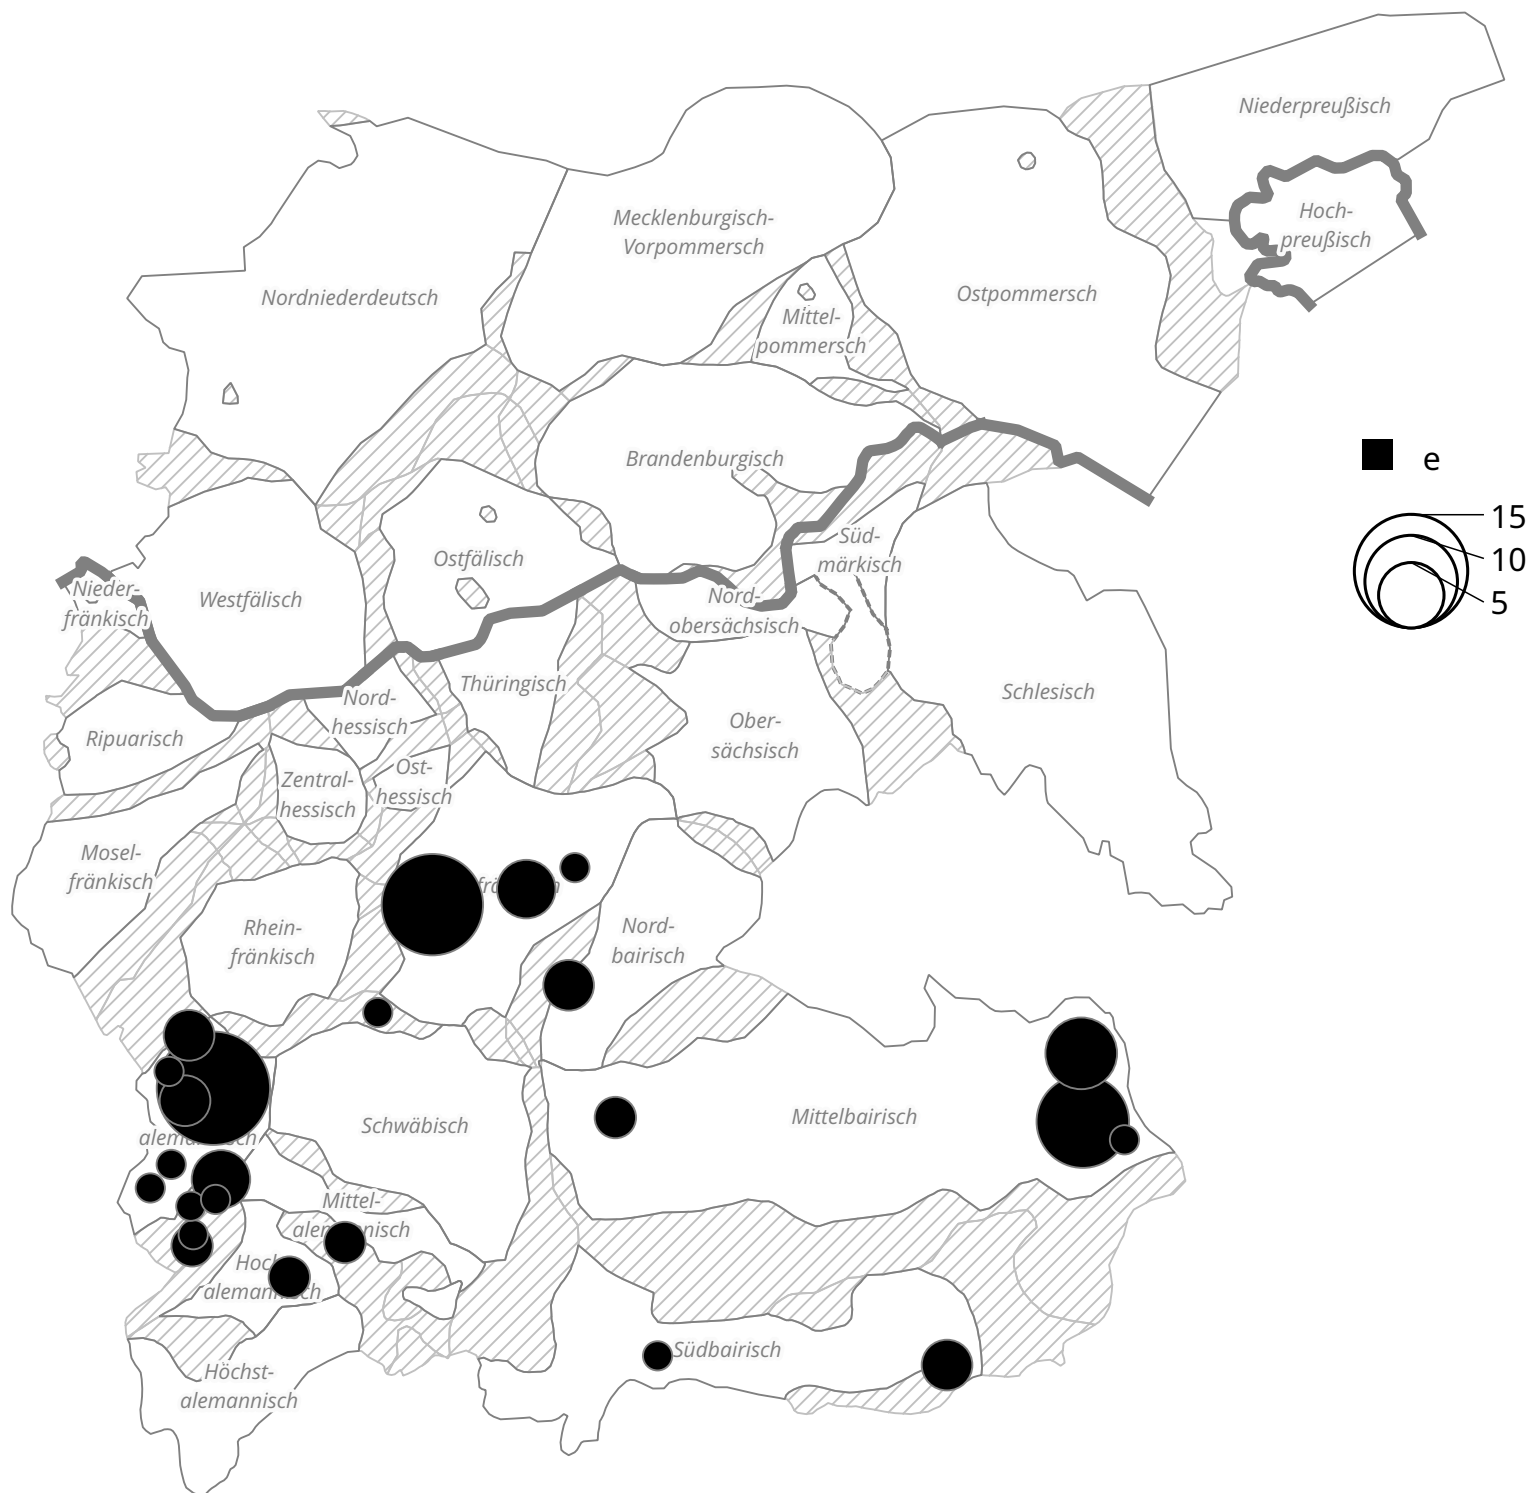 Niederpreußisch
Hoch-
preußisch
Mecklenburgisch-
Vorpommersch
Nordniederdeutsch
Ostpommersch
Mittel-
pommersch
Brandenburgisch
e
15
10
5
Ostfälisch
Süd-
märkisch
Nieder-
fränkisch
Westfälisch
Nord-
obersächsisch
Thüringisch
Schlesisch
Nord-
hessisch
Ripuarisch
Ober-
sächsisch
Zentral-
hessisch
Ost-
hessisch
Mosel-
fränkisch
Rhein-
fränkisch
Nord-
bairisch
Schwäbisch
Mittelbairisch
Mittel-
alemannisch
alemannisch
Südbairisch
Höchst-
alemannisch